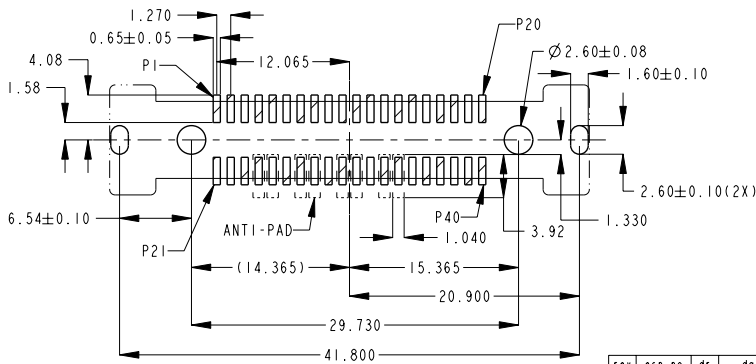 1.270
0.65±0.05
P20
4.08
P1
12.065
Ø2.60±0.08
1.58
1.60±0.10
6.54±0.10
2.60±0.10(2X)
P21
ANTI-PAD
P40
3.92
1.330
1.040
(14.365)
15.365
20.900
29.730
41.800